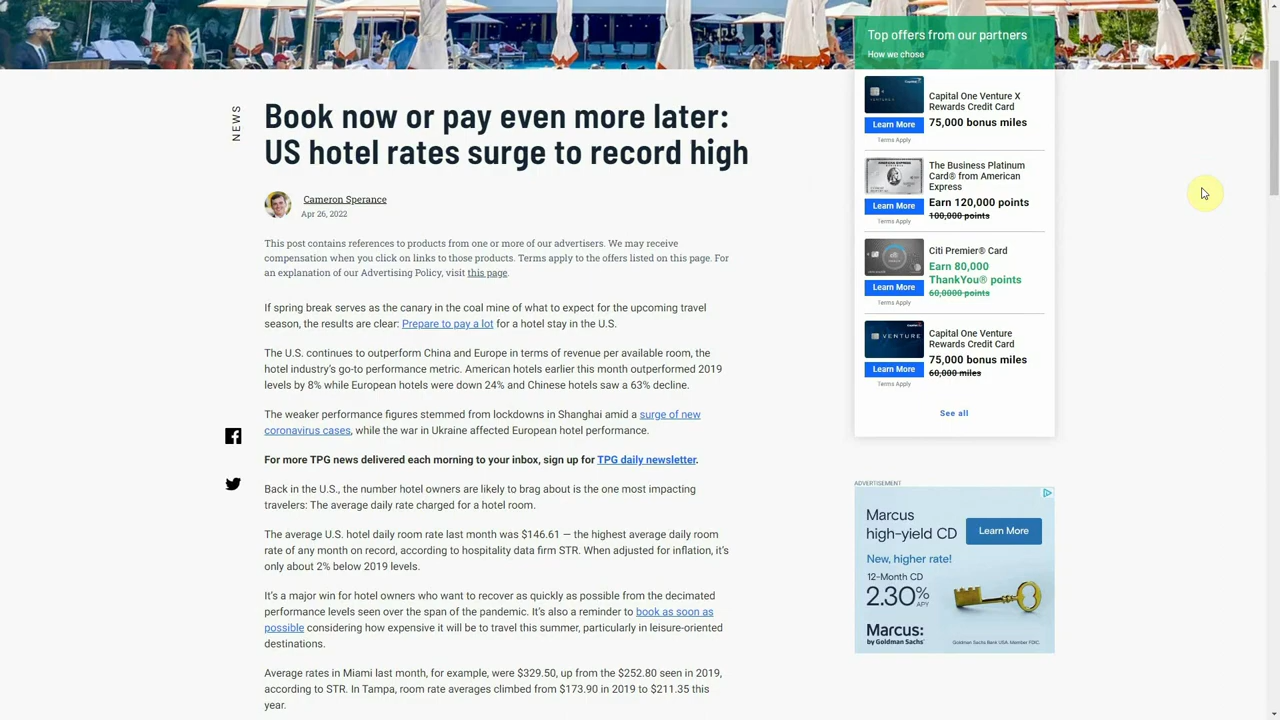 NEWS
Book now or pay even more later:
US hotel rates surge to record high
Cameron Sperance
Apr 26, 2022
This post contains references to products from one or more of our advertisers. We may receive
compensation when you click on links to those products. Terms apply to the offers listed on this page. For
an explanation of our Advertising Policy, visit this page.
If spring break serves as the canary in the coal mine of what to expect for the upcoming travel
season, the results are clear: Prepare to pay a lot for a hotel stay in the U.S.
The U.S. continues to outperform China and Europe in terms of revenue per available room, the
hotel industry's go-to performance metric. American hotels earlier this month outperformed 2019
levels by 8% while European hotels were down 24% and Chinese hotels saw a 63% decline.
The weaker performance figures stemmed from lockdowns in Shanghai amid a surge of new
coronavirus cases, while the war in Ukraine affected European hotel performance.
For more TPG news delivered each morning to your inbox, sign up for TPG daily newsletter.
Back in the U.S., the number hotel owners are likely to brag about is the one most impacting
travelers: The average daily rate charged for a hotel room.
The average U.S. hotel daily room rate last month was $146.61 — the highest average daily room
rate of any month on record, according to hospitality data firm STR. When adjusted for inflation, it's
only about 2% below 2019 levels.
It's a major win for hotel owners who want to recover as quickly as possible from the decimated
performance levels seen over the span of the pandemic. It's also a reminder to book as soon as
possible considering how expensive it will be to travel this summer, particularly in leisure-oriented
destinations.
Average rates in Miami last month, for example, were $329.50, up from the $252.80 seen in 2019,
according to STR. In Tampa, room rate averages climbed from $173.90 in 2019 to $211.35 this
year.
Top offers from our partners
How we chose
Capital One Venture X
Rewards Credit Card
75,000 bonus miles
Learn More
Terms Apply
The Business Platinum
Card® from American
Express
Earn 120,000 points
100,000 points
Learn More
Terms Apply
Citi Premier® Card
Earn 80,000
ThankYou® points
60,0000 points
Learn More
Terms Apply
VENTURE
Capital One Venture
Rewards Credit Card
75,000 bonus miles
60,000 miles
Learn More
Terms Apply
See all
ADVERTISEMENT
Marcus
high-yield CD
Learn More
New, higher rate!
12-Month CD
2.30% APY
Marcus:
by Goldman Sachs
Goldman Sachs Bank USA. Member FDIC.